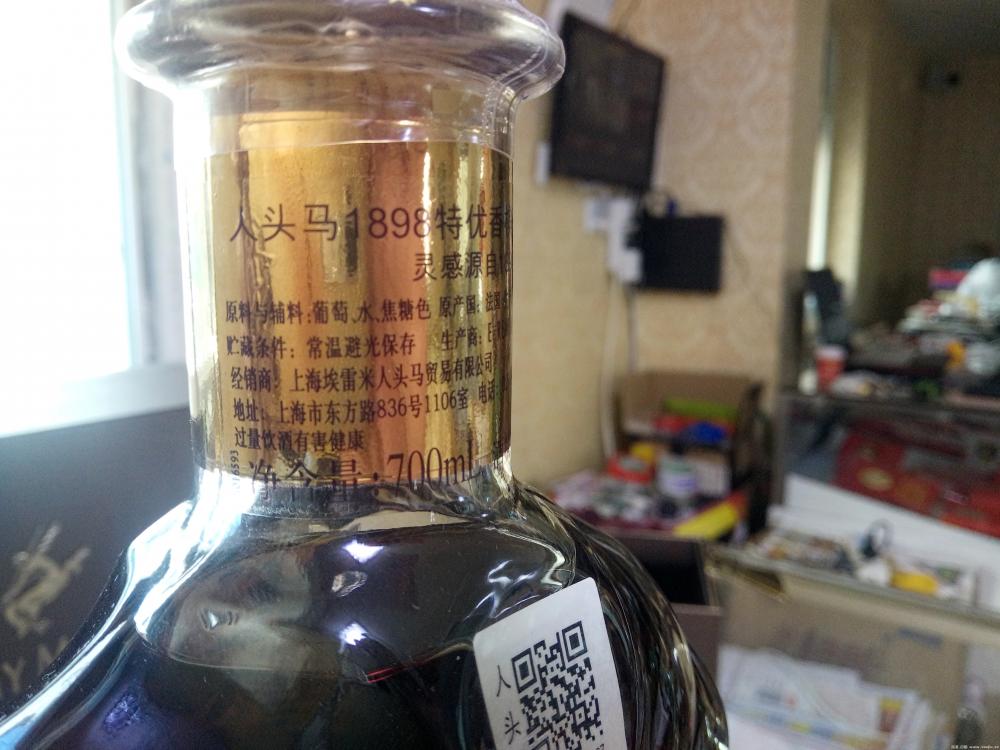 人头马1898特优香
灵感源自
原料与辅料:葡萄、水、焦糖色 原产国:法国
贮藏条件:常温避光保存 生产商:E
经销商:上海埃雷米人头马贸易有限公司
地址:上海市东方路836号1106室 电话
过量饮酒有害健康
净含量:700ml
人
头